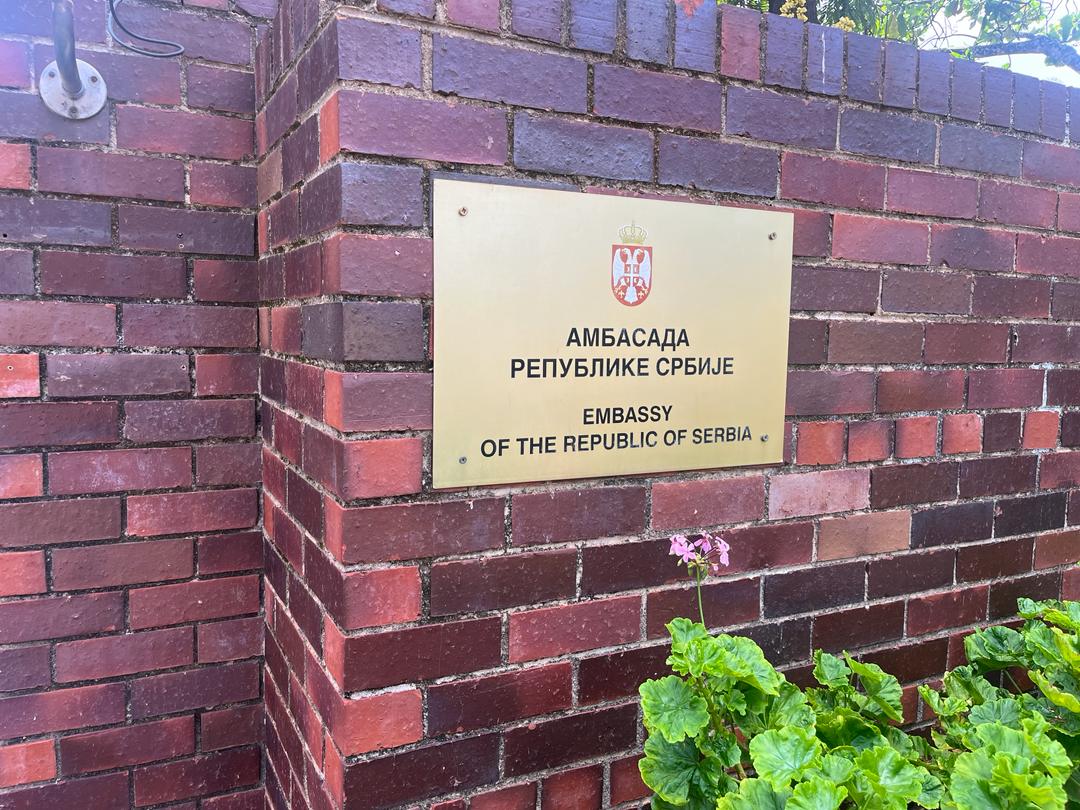 АМБАСАДА
РЕПУБЛИКЕ СРБИЈЕ
EMBASSY
OF THE REPUBLIC OF SERBIA